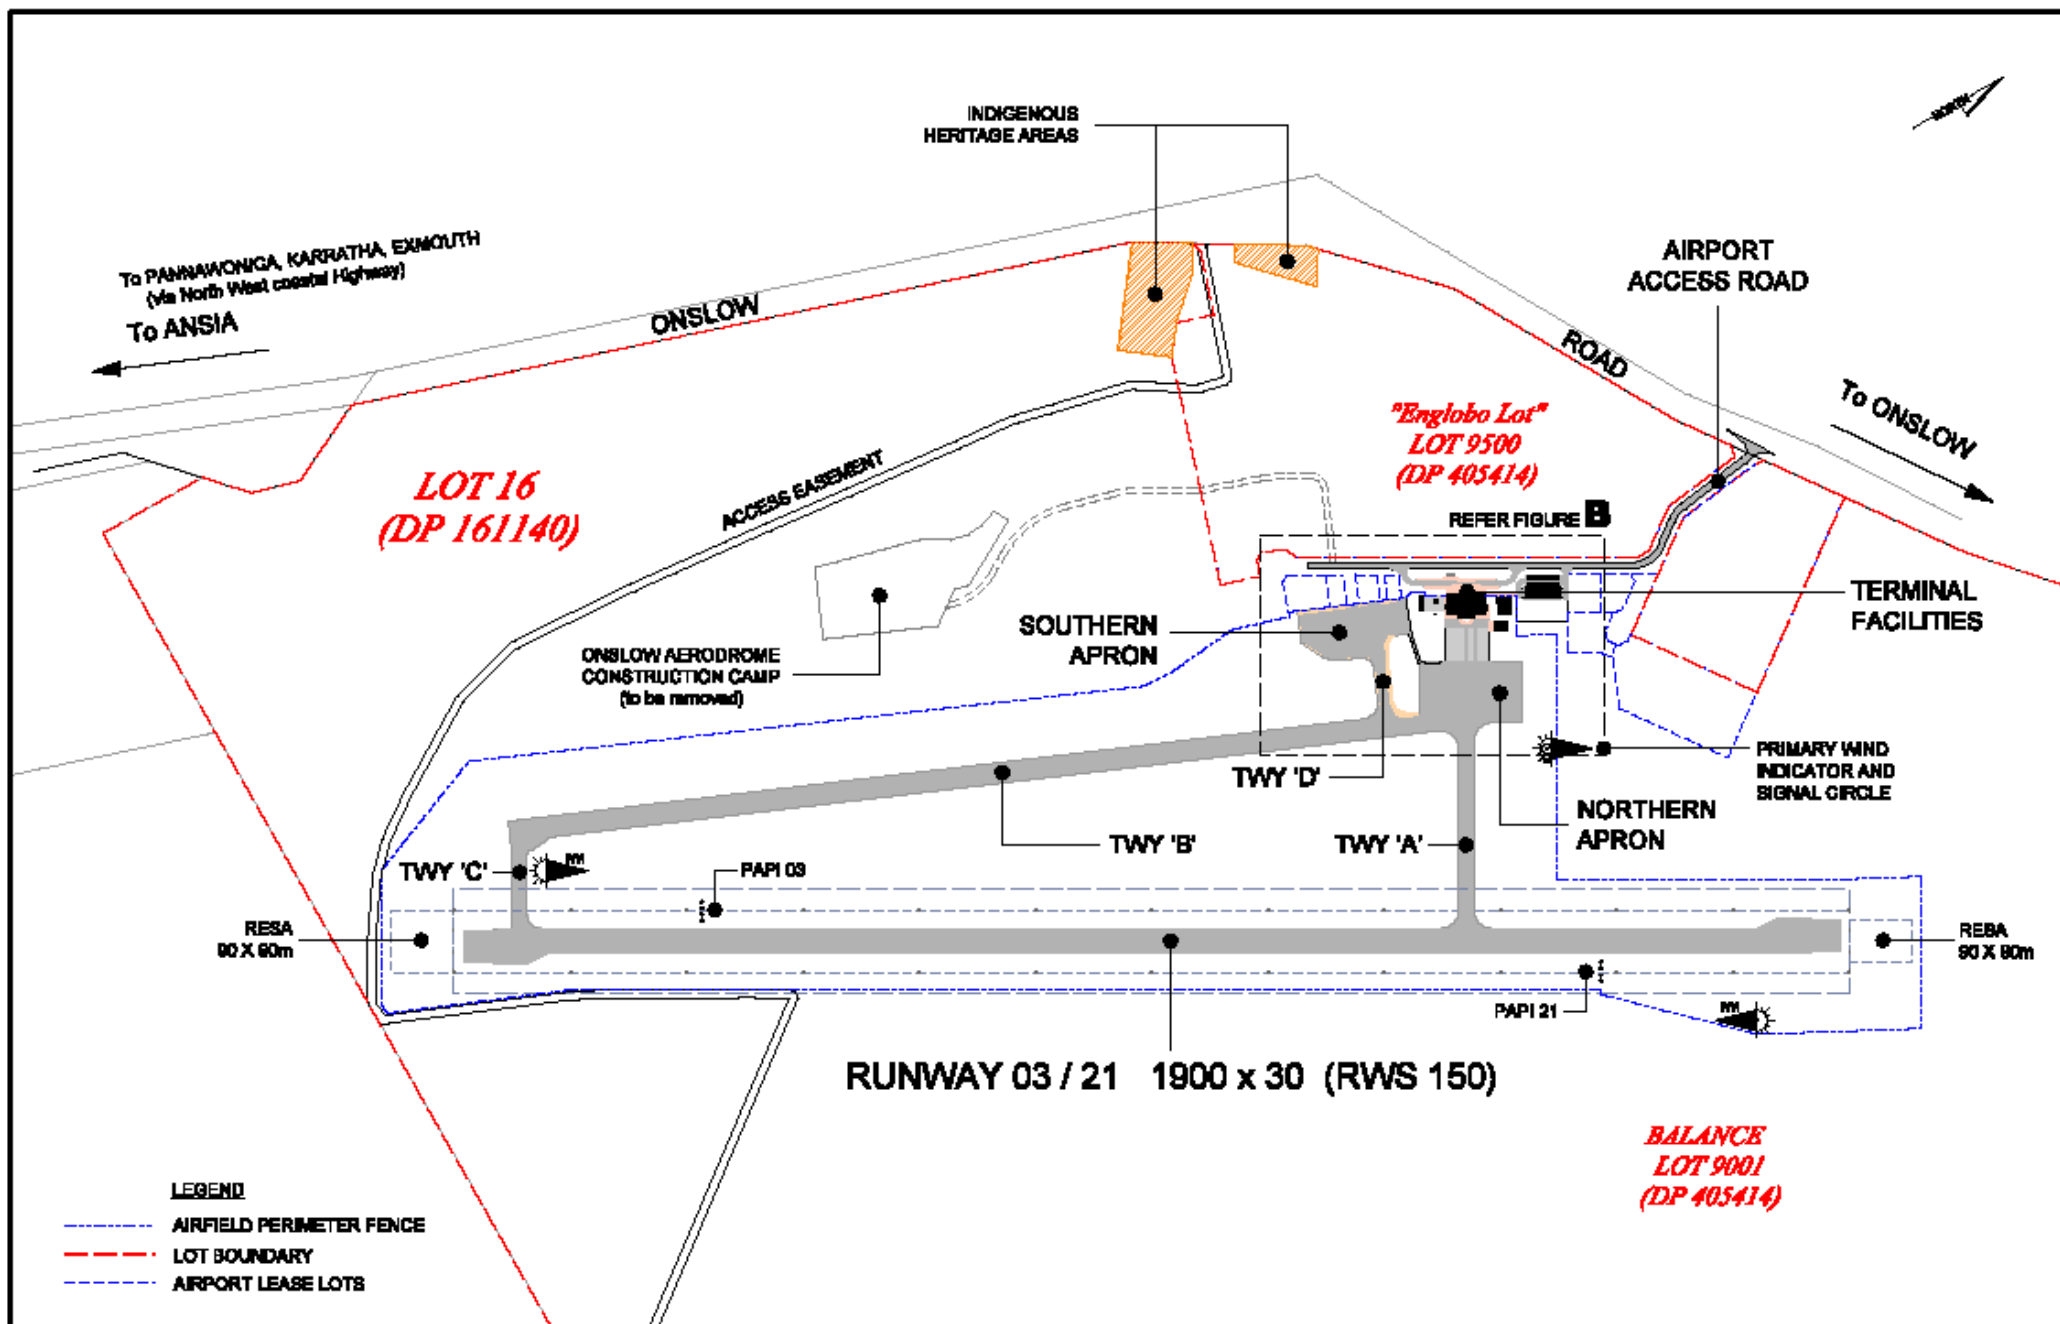 NORTH
INDIGENOUS
HERITAGE AREAS
To PANNAWONICA, KARRATHA, EXMOUTH
(via North West coastal Highway)
To ANSIA
ONSLOW
ROAD
AIRPORT
ACCESS ROAD
To ONSLOW
"Englobo Lot"
LOT 9500
(DP 405414)
LOT 16
(DP 161140)
ACCESS EASEMENT
REFER FIGURE B
TERMINAL
FACILITIES
SOUTHERN
APRON
ONSLOW AERODROME
CONSTRUCTION CAMP
(to be removed)
PRIMARY WIND
INDICATOR AND
SIGNAL CIRCLE
TWY 'D'
NORTHERN
APRON
TWY 'B'
TWY 'A'
TWY 'C'
PAPI 03
RESA
90 X 90m
RESA
90 X 90m
PAPI 21
RUNWAY 03 / 21 1900 x 30 (RWS 150)
BALANCE
LOT 9001
(DP 405414)
LEGEND
AIRFIELD PERIMETER FENCE
LOT BOUNDARY
AIRPORT LEASE LOTS